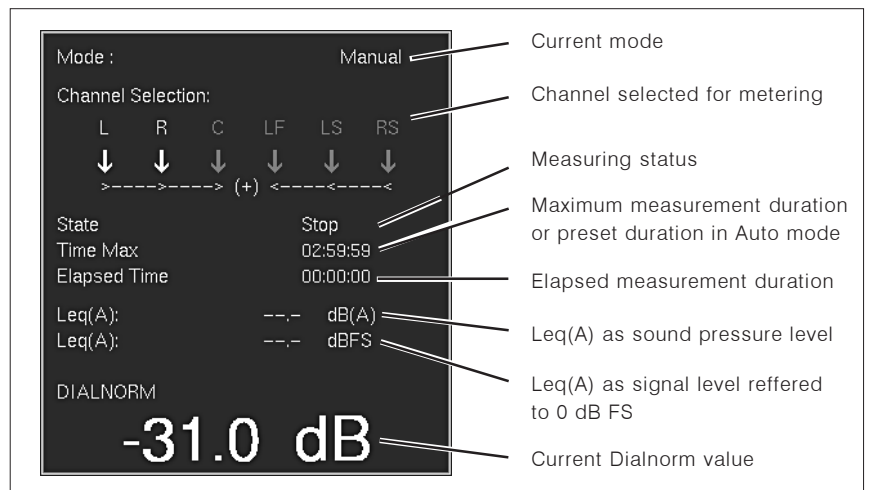 Mode : Manual
Channel Selection:
L R C LF LS RS
>---->----> (+) <----<----<
State Stop
Time Max 02:59:59
Elapsed Time 00:00:00
Leq(A): --.- dB(A)
Leq(A): --.- dBFS
DIALNORM
-31.0 dB
Current mode
Channel selected for metering
Measuring status
Maximum measurement duration
or preset duration in Auto mode
Elapsed measurement duration
Leq(A) as sound pressure level
Leq(A) as signal level reffered
to 0 dB FS
Current Dialnorm value